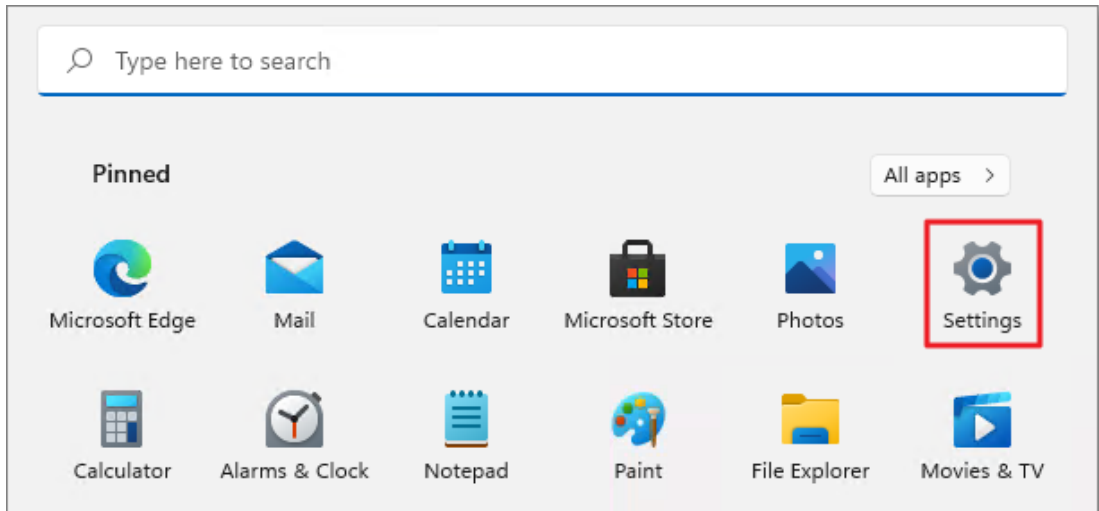 Type here to search
Pinned
All apps
Microsoft Edge
Mail
Calendar
Microsoft Store
Photos
Settings
Calculator
Alarms & Clock
Notepad
Paint
File Explorer
Movies & TV